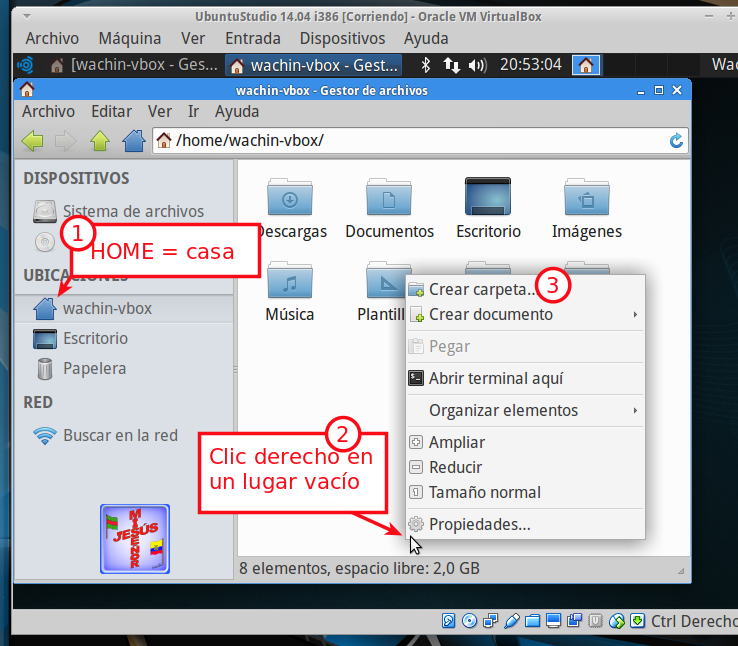 UbuntuStudio 14.04 i386 [Corriendo] - Oracle VM VirtualBox
Archivo Máquina Ver Entrada Dispositivos Ayuda
[wachin-vbox - Ges... wachin-vbox - Gest... 20:53:04 Wac
wachin-vbox - Gestor de archivos
Archivo Editar Ver Ir Ayuda
/home/wachin-vbox/
DISPOSITIVOS
Sistema de archivos
1
HOME = casa
UBICACIONES
wachin-vbox
Escritorio
Papelera
RED
Buscar en la red
JESÚS
Descargas Documentos Escritorio Imágenes
Música Plantill
Crear carpeta...
3
Crear documento
Pegar
Abrir terminal aquí
Organizar elementos
Ampliar
Reducir
Tamaño normal
Propiedades...
2
Clic derecho en
un lugar vacío
8 elementos, espacio libre: 2,0 GB
Ctrl Derecho